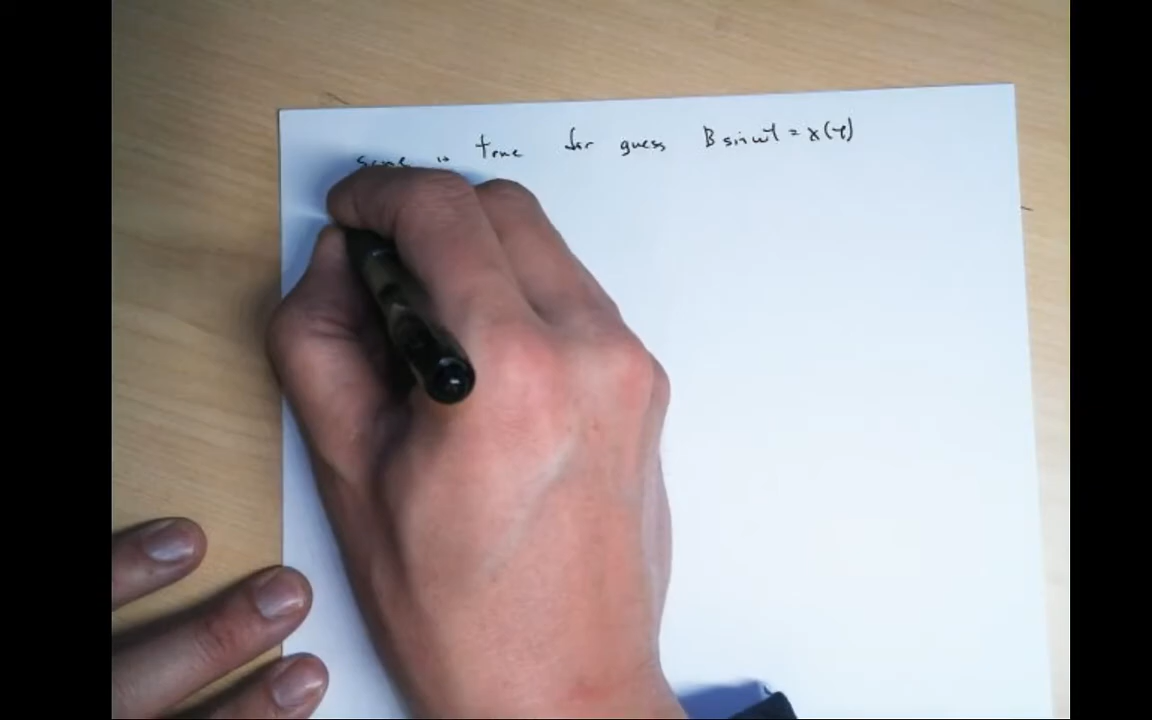 same is true for guess B sin ωt = x(t)